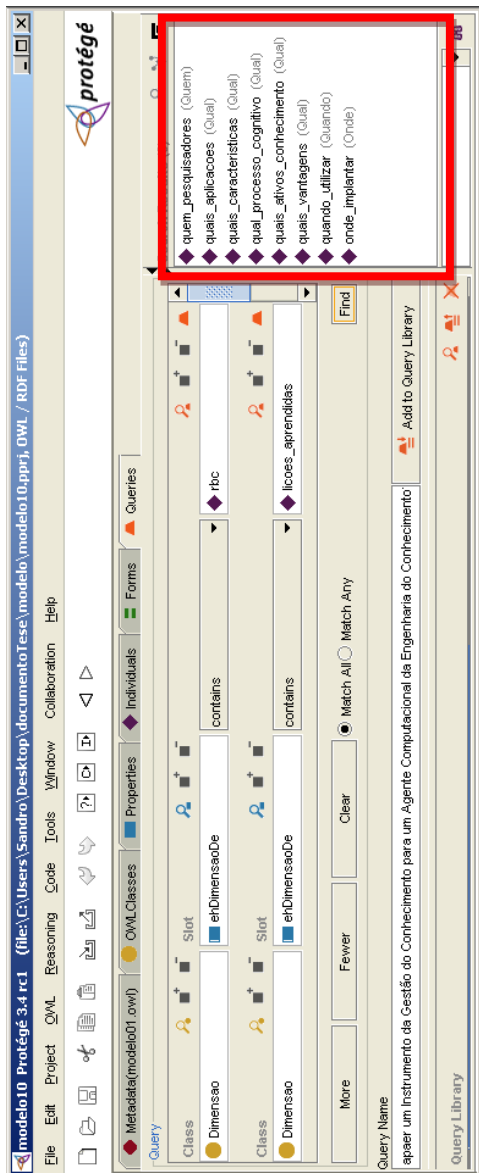 modelo10 Protégé 3.4 rc1 (file:\C:\Users\Sandro\Desktop\documentoTese\modelo\modelo10.pprj, OWL / RDF Files)
File Edit Project OWL Reasoning Code Tools Window Collaboration Help
protégé
Metadata(modelo01.owl) OWLClasses Properties Individuals Forms Queries
Query
Class Slot
Dimensao ehDimensaoDe contains rbc
Class Slot
Dimensao ehDimensaoDe contains licoes_aprendidas
More Fewer Clear Match All Match Any Find
Query Name
apaer um Instrumento da Gestão do Conhecimento para um Agente Computacional da Engenharia do Conhecimento Add to Query Library
Query Library
quem_pesquisadores (Quem)
quais_aplicacoes (Qual)
quais_caracteristicas (Qual)
qual_processo_cognitivo (Qual)
quais_ativos_conhecimento (Qual)
quais_vantagens (Qual)
quando_utilizar (Quando)
onde_implantar (Onde)